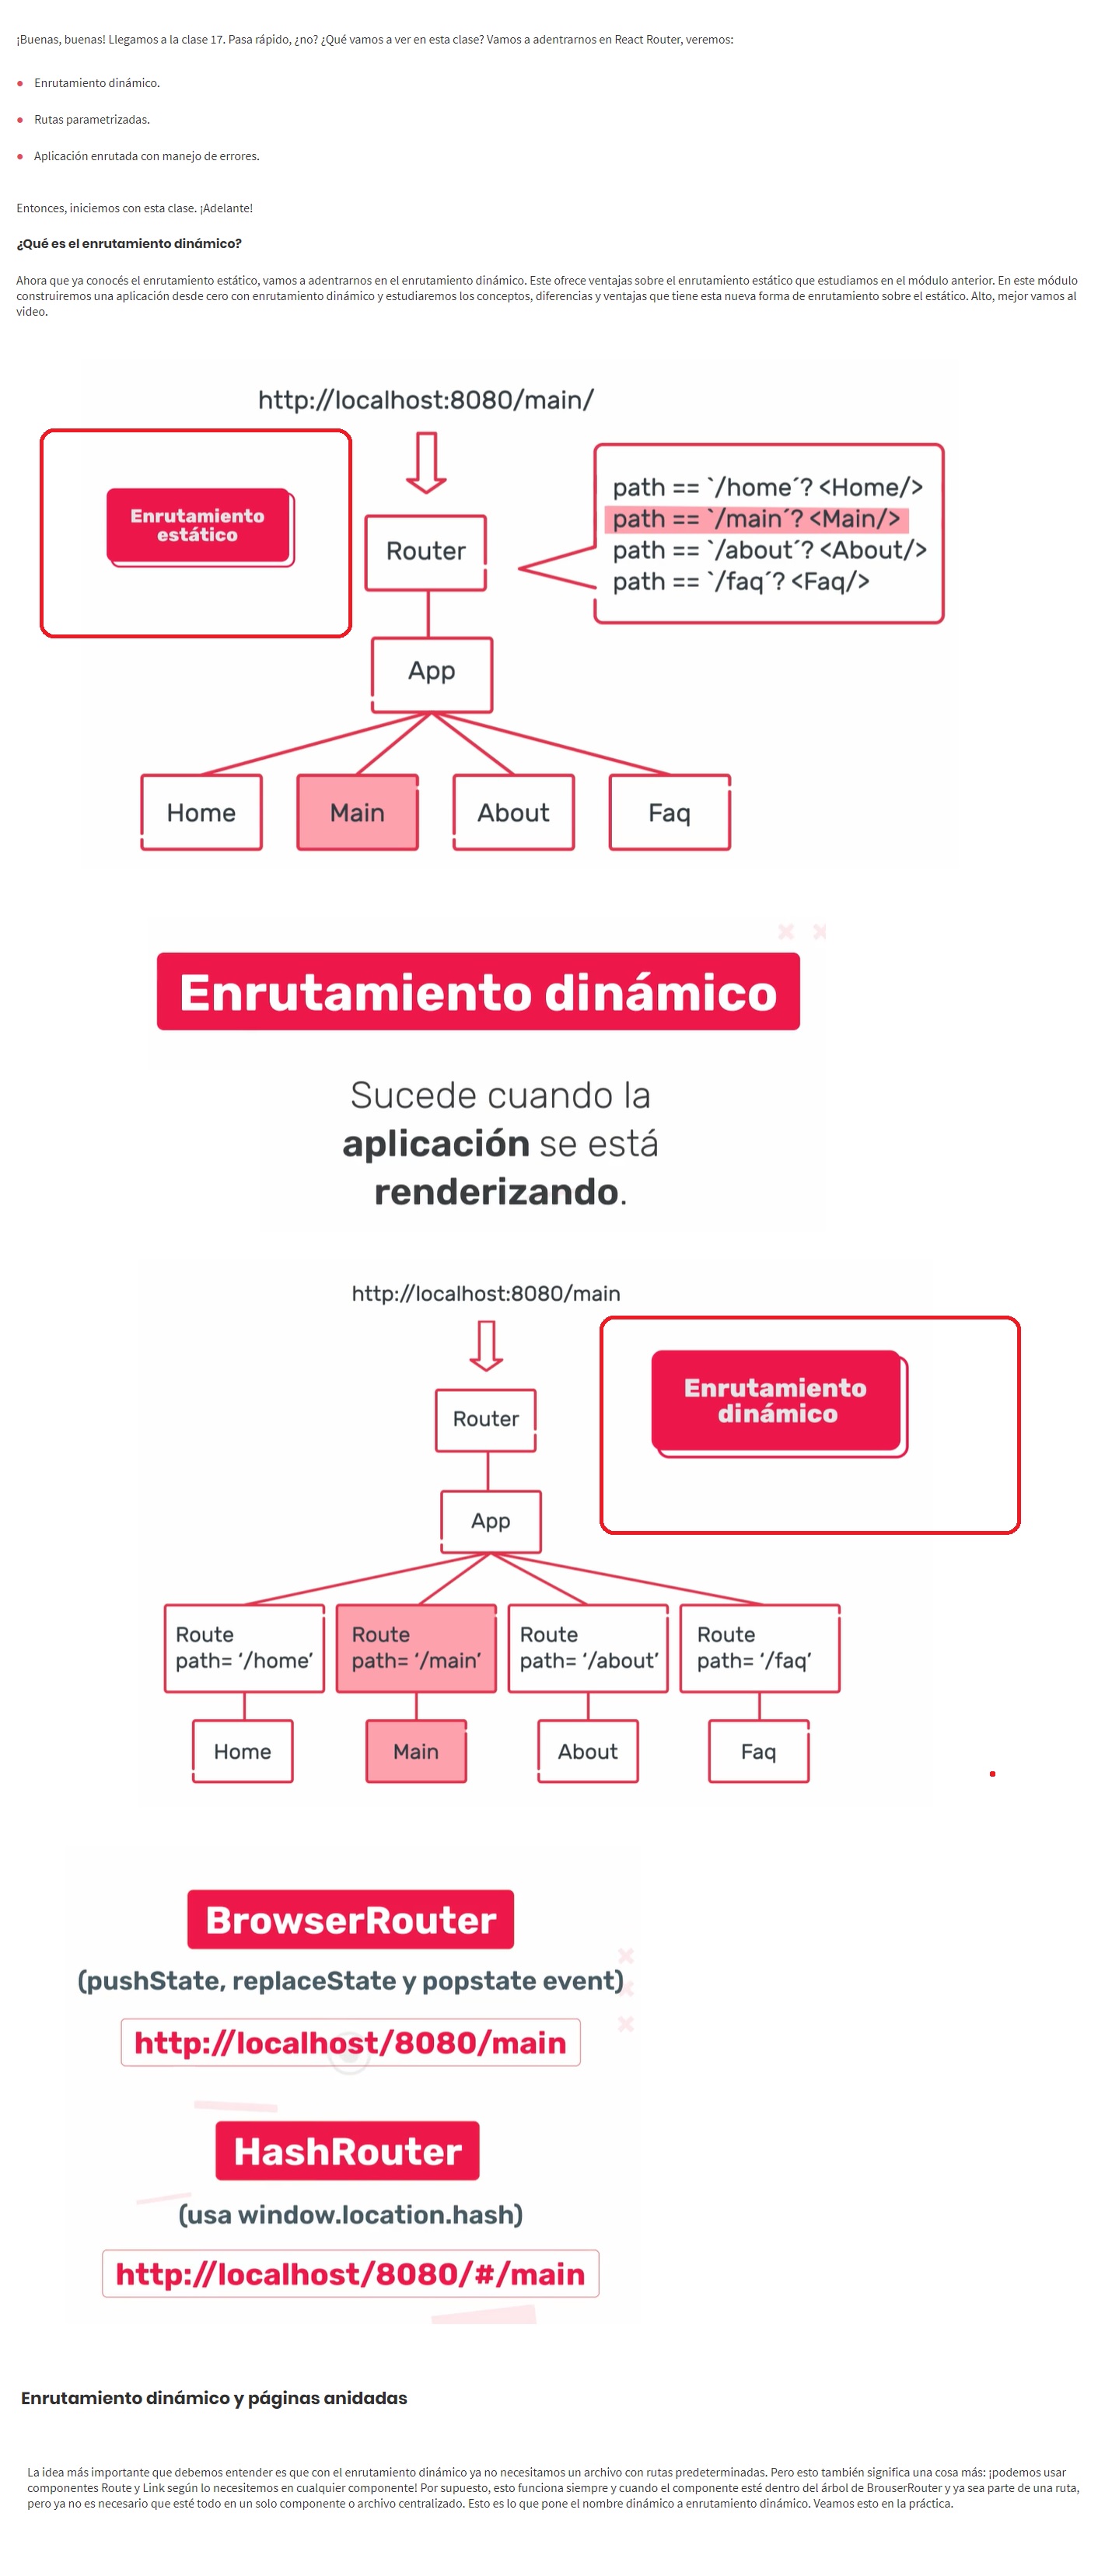 ¡Buenas, buenas! Llegamos a la clase 17. Pasa rápido, ¿no? ¿Qué vamos a ver en esta clase? Vamos a adentrarnos en React Router, veremos:
Enrutamiento dinámico.
Rutas parametrizadas.
Aplicación enrutada con manejo de errores.
Entonces, iniciemos con esta clase. ¡Adelante!
¿Qué es el enrutamiento dinámico?
Ahora que ya conocés el enrutamiento estático, vamos a adentrarnos en el enrutamiento dinámico. Este ofrece ventajas sobre el enrutamiento estático que estudiamos en el módulo anterior. En este módulo
construiremos una aplicación desde cero con enrutamiento dinámico y estudiaremos los conceptos, diferencias y ventajas que tiene esta nueva forma de enrutamiento sobre el estático. Alto, mejor vamos al
video.
http://localhost:8080/main/
Enrutamiento
estático
Router
path == `/home´? <Home/>
path == `/main´? <Main/>
path == `/about´? <About/>
path == `/faq´? <Faq/>
App
Home
Main
About
Faq
Enrutamiento dinámico
Sucede cuando la
aplicación se está
renderizando.
http://localhost:8080/main
Enrutamiento
dinámico
Router
App
Route
path= ‘/home’
Route
path= ‘/main’
Route
path= ‘/about’
Route
path= ‘/faq’
Home
Main
About
Faq
BrowserRouter
(pushState, replaceState y popstate event)
http://localhost/8080/main
HashRouter
(usa window.location.hash)
http://localhost/8080/#/main
Enrutamiento dinámico y páginas anidadas
La idea más importante que debemos entender es que con el enrutamiento dinámico ya no necesitamos un archivo con rutas predeterminadas. Pero esto también significa una cosa más: ¡podemos usar
componentes Route y Link según lo necesitemos en cualquier componente! Por supuesto, esto funciona siempre y cuando el componente esté dentro del árbol de BrouserRouter y ya sea parte de una ruta,
pero ya no es necesario que esté todo en un solo componente o archivo centralizado. Esto es lo que pone el nombre dinámico a enrutamiento dinámico. Veamos esto en la práctica.